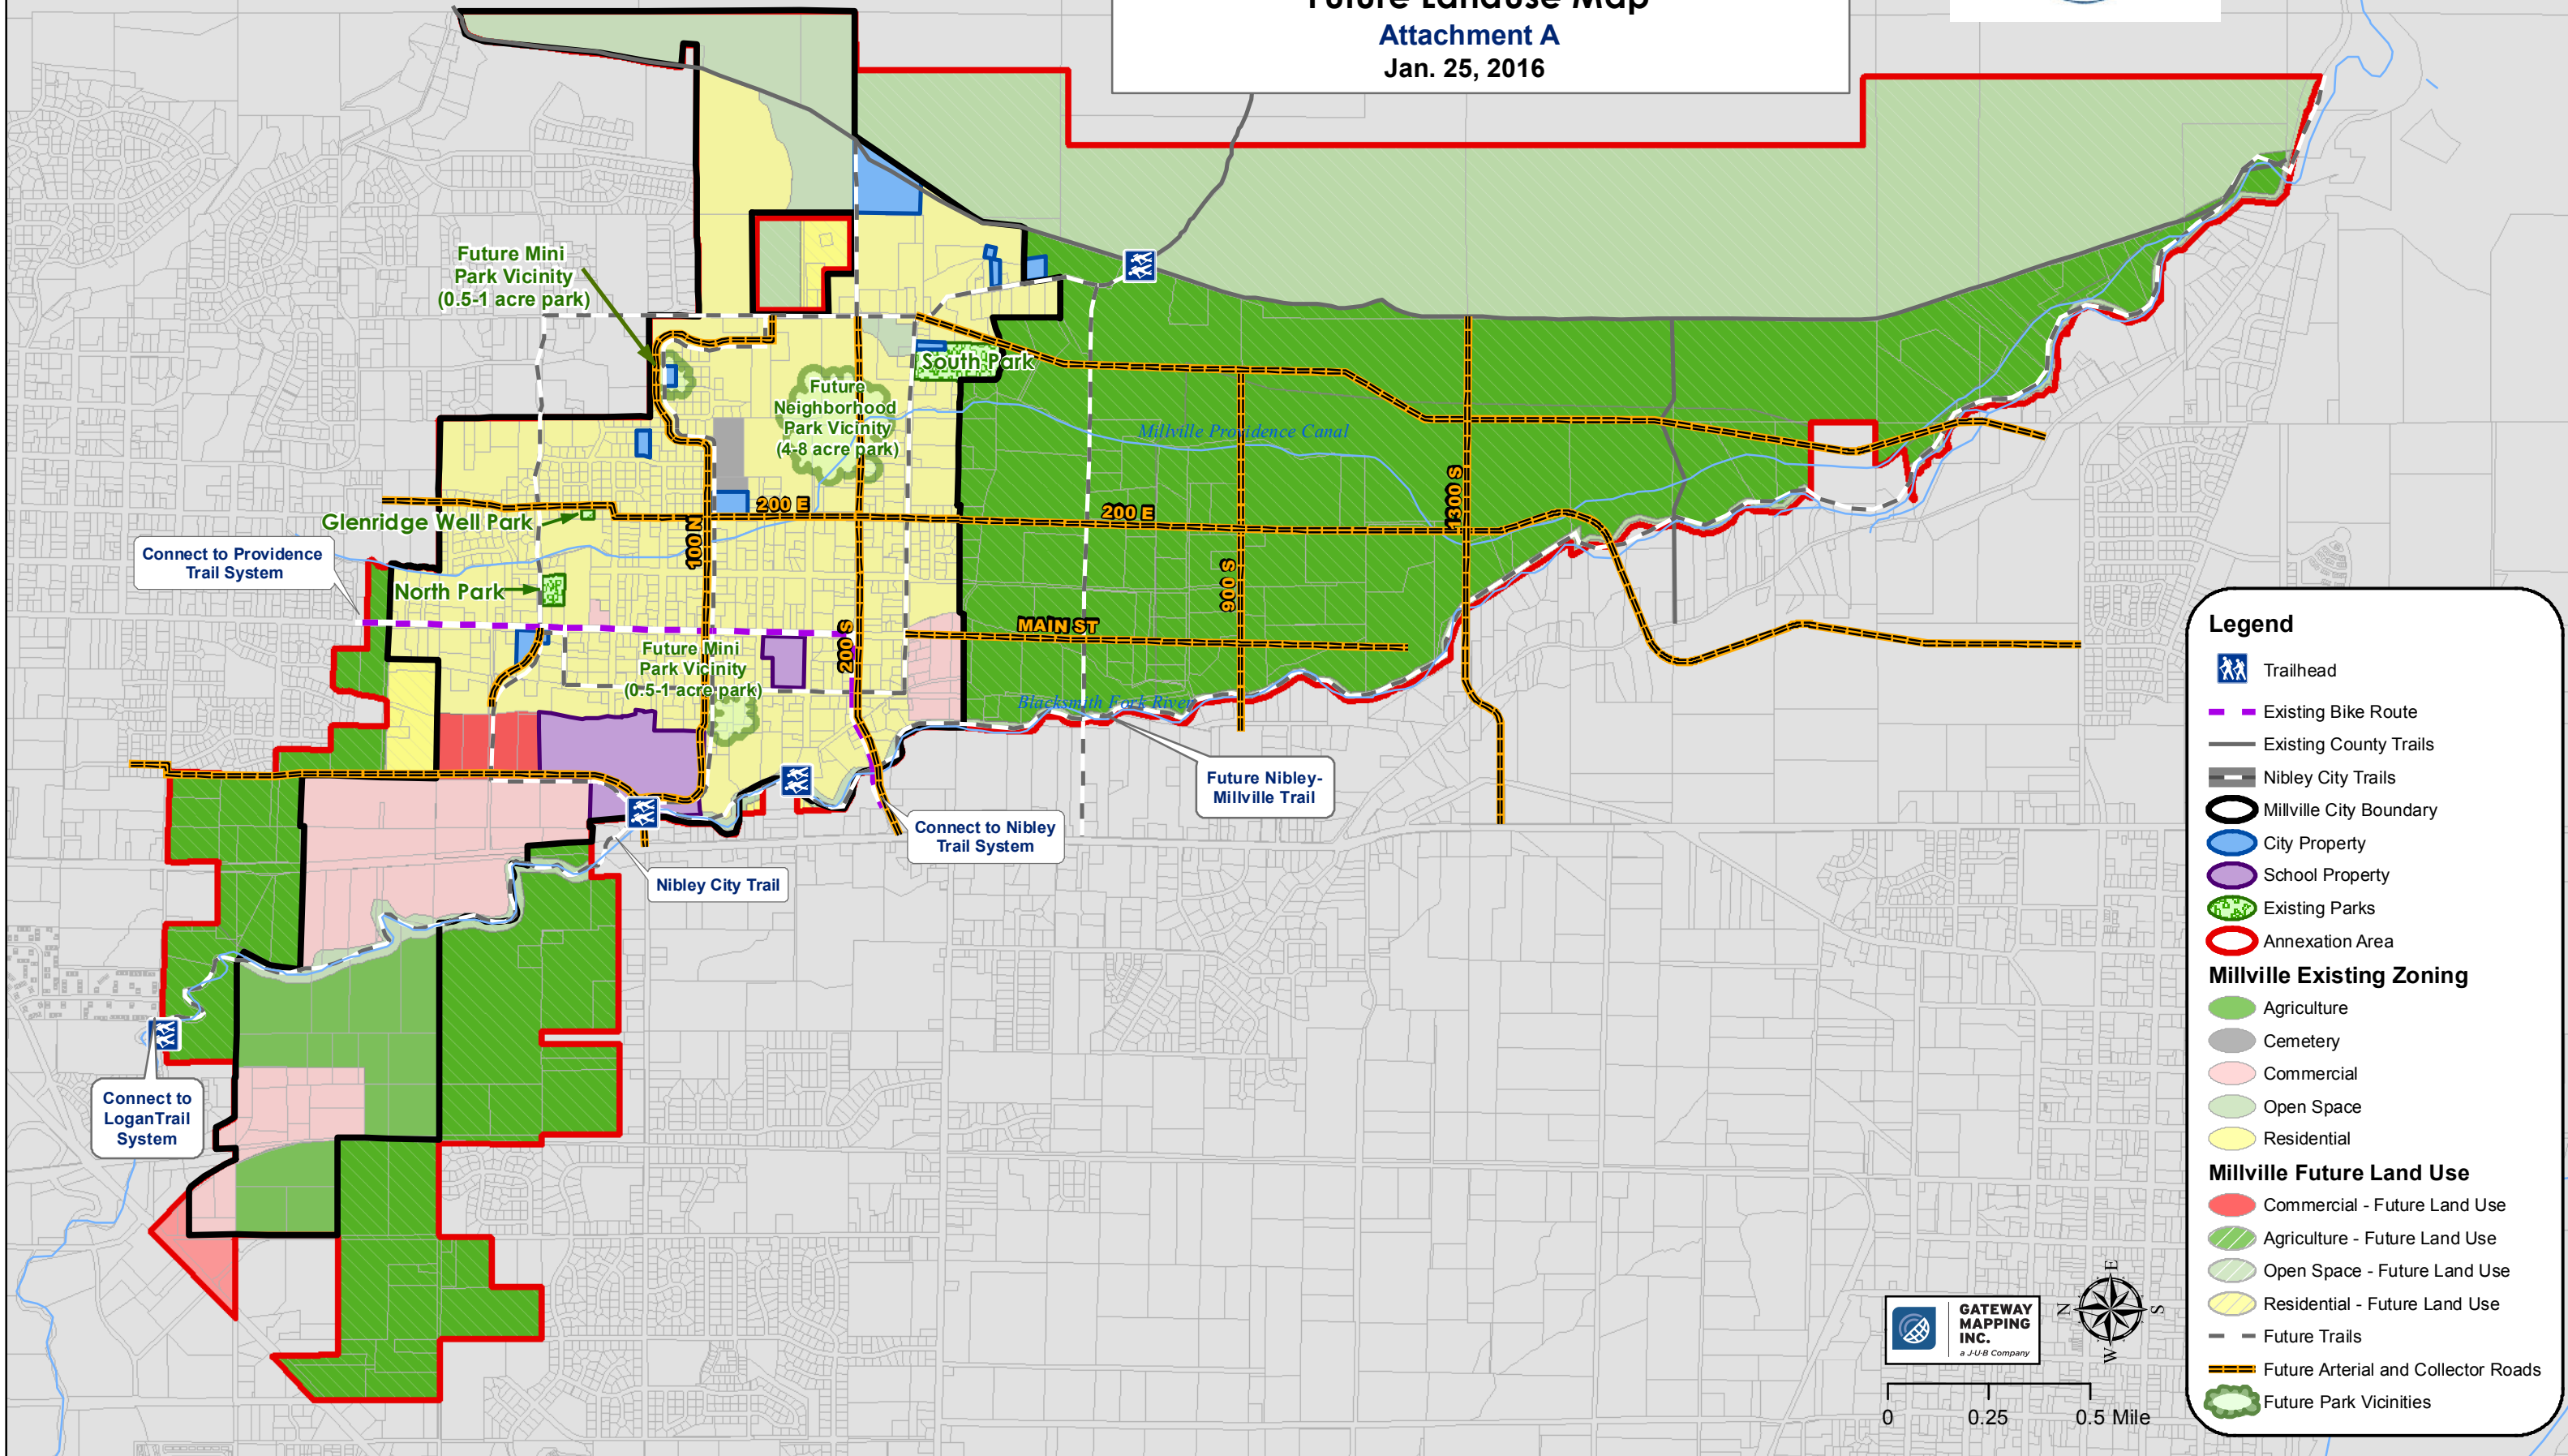 Future Landuse Map
Attachment A
Jan. 25, 2016
Future Mini
Park Vicinity
(0.5-1 acre park)
South Park
Future
Neighborhood
Park Vicinity
(4-8 acre park)
Millville Providence Canal
200 E
200 E
1300 S
100 N
Glenridge Well Park
Connect to Providence
Trail System
North Park
900 S
MAIN ST
200 S
Future Mini
Park Vicinity
(0.5-1 acre park)
Blacksmith Fork River
Future Nibley-
Millville Trail
Connect to Nibley
Trail System
Nibley City Trail
Connect to
LoganTrail
System
Legend
Trailhead
Existing Bike Route
Existing County Trails
Nibley City Trails
Millville City Boundary
City Property
School Property
Existing Parks
Annexation Area
Millville Existing Zoning
Agriculture
Cemetery
Commercial
Open Space
Residential
Millville Future Land Use
Commercial - Future Land Use
Agriculture - Future Land Use
Open Space - Future Land Use
Residential - Future Land Use
Future Trails
Future Arterial and Collector Roads
Future Park Vicinities
GATEWAY
MAPPING
INC.
a J-U-B Company
E
N
S
W
0
0.25
0.5 Mile